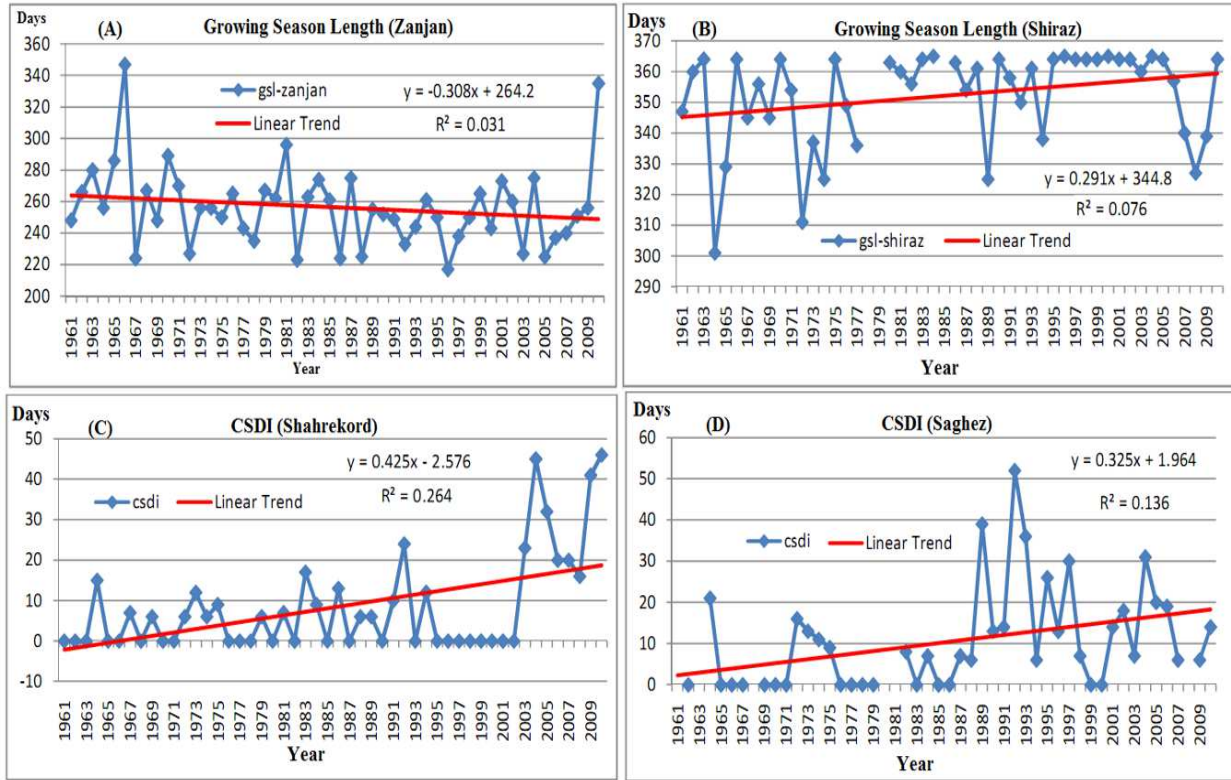 Days
(A)
Growing Season Length (Zanjan)
360
340
320
300
280
260
240
220
200
gsl-zanjan
y = -0.308x + 264.2
Linear Trend
R² = 0.031
1961 1963 1965 1967 1969 1971 1973 1975 1977 1979 1981 1983 1985 1987 1989 1991 1993 1995 1997 1999 2001 2003 2005 2007 2009
Year
Days
(B)
Growing Season Length (Shiraz)
370
360
350
340
330
320
310
300
290
y = 0.291x + 344.8
R² = 0.076
gsl-shiraz Linear Trend
1961 1963 1965 1967 1969 1971 1973 1975 1977 1979 1981 1983 1985 1987 1989 1991 1993 1995 1997 1999 2001 2003 2005 2007 2009
Year
Days
(C)
CSDI (Shahrekord)
50
40
30
20
10
0
-10
y = 0.425x - 2.576
csdi Linear Trend
R² = 0.264
1961 1963 1965 1967 1969 1971 1973 1975 1977 1979 1981 1983 1985 1987 1989 1991 1993 1995 1997 1999 2001 2003 2005 2007 2009
Year
Days
(D)
CSDI (Saghez)
60
50
40
30
20
10
0
y = 0.325x + 1.964
R² = 0.136
csdi Linear Trend
1961 1963 1965 1967 1969 1971 1973 1975 1977 1979 1981 1983 1985 1987 1989 1991 1993 1995 1997 1999 2001 2003 2005 2007 2009
Year